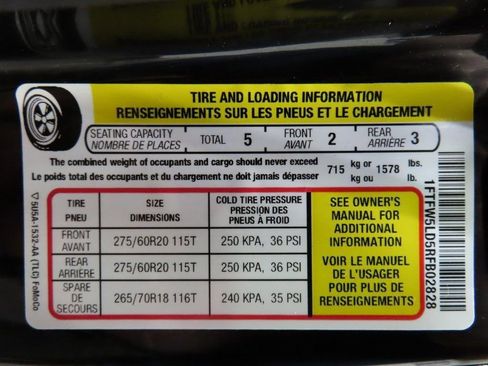 TIRE AND LOADING INFORMATION
RENSEIGNEMENTS SUR LES PNEUS ET LE CHARGEMENT
SEATING CAPACITY
NOMBRE DE PLACES
TOTAL 5
FRONT
AVANT 2
REAR
ARRIÈRE 3
The combined weight of occupants and cargo should never exceed 715 kg or 1578 lbs.
Le poids total des occupants et du chargement ne doit jamais dépasser kg ou lb.
TIRE
PNEU
SIZE
DIMENSIONS
COLD TIRE PRESSURE
PRESSION DES
PNEUS À FROID
FRONT
AVANT
275/60R20 115T
250 KPA, 36 PSI
REAR
ARRIÈRE
275/60R20 115T
250 KPA, 36 PSI
SPARE
DE
SECOURS
265/70R18 116T
240 KPA, 35 PSI
SEE OWNER'S
MANUAL FOR
ADDITIONAL
INFORMATION
VOIR LE MANUEL
DE L'USAGER
POUR PLUS DE
RENSEIGNEMENTS
1FTFW5LD5RFB02828
5U5A-1532-AA (TLC) FoMoCo